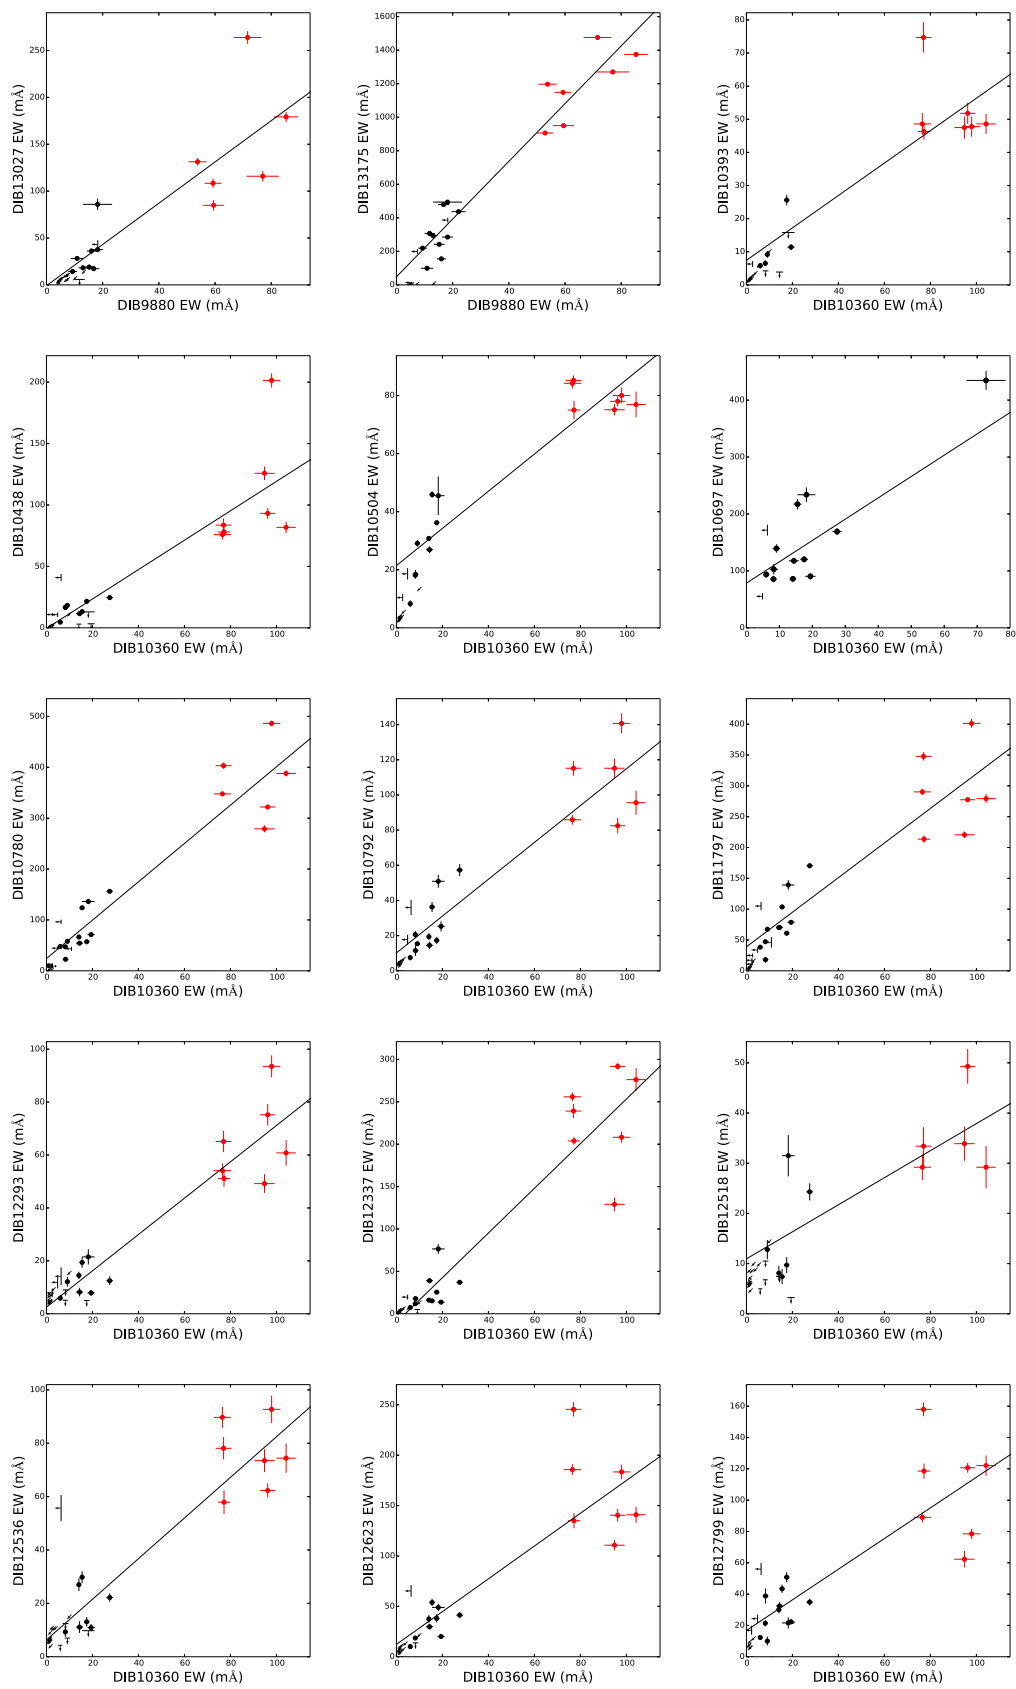 DIB13027 EW (mÅ)
250
200
150
100
50
0
0 20 40 60 80
DIB9880 EW (mÅ)
DIB13175 EW (mÅ)
1600
1400
1200
1000
800
600
400
200
0
0 20 40 60 80
DIB9880 EW (mÅ)
DIB10393 EW (mÅ)
80
70
60
50
40
30
20
10
0
0 20 40 60 80 100
DIB10360 EW (mÅ)
DIB10438 EW (mÅ)
200
150
100
50
0
0 20 40 60 80 100
DIB10360 EW (mÅ)
DIB10504 EW (mÅ)
80
60
40
20
0
0 20 40 60 80 100
DIB10360 EW (mÅ)
DIB10697 EW (mÅ)
400
300
200
100
0
0 10 20 30 40 50 60 70 80
DIB10360 EW (mÅ)
DIB10780 EW (mÅ)
500
400
300
200
100
0
0 20 40 60 80 100
DIB10360 EW (mÅ)
DIB10792 EW (mÅ)
140
120
100
80
60
40
20
0
0 20 40 60 80 100
DIB10360 EW (mÅ)
DIB11797 EW (mÅ)
400
350
300
250
200
150
100
50
0
0 20 40 60 80 100
DIB10360 EW (mÅ)
DIB12293 EW (mÅ)
100
80
60
40
20
0
0 20 40 60 80 100
DIB10360 EW (mÅ)
DIB12337 EW (mÅ)
300
250
200
150
100
50
0
0 20 40 60 80 100
DIB10360 EW (mÅ)
DIB12518 EW (mÅ)
50
40
30
20
10
0
0 20 40 60 80 100
DIB10360 EW (mÅ)
DIB12536 EW (mÅ)
100
80
60
40
20
0
0 20 40 60 80 100
DIB10360 EW (mÅ)
DIB12623 EW (mÅ)
250
200
150
100
50
0
0 20 40 60 80 100
DIB10360 EW (mÅ)
DIB12799 EW (mÅ)
160
140
120
100
80
60
40
20
0
0 20 40 60 80 100
DIB10360 EW (mÅ)